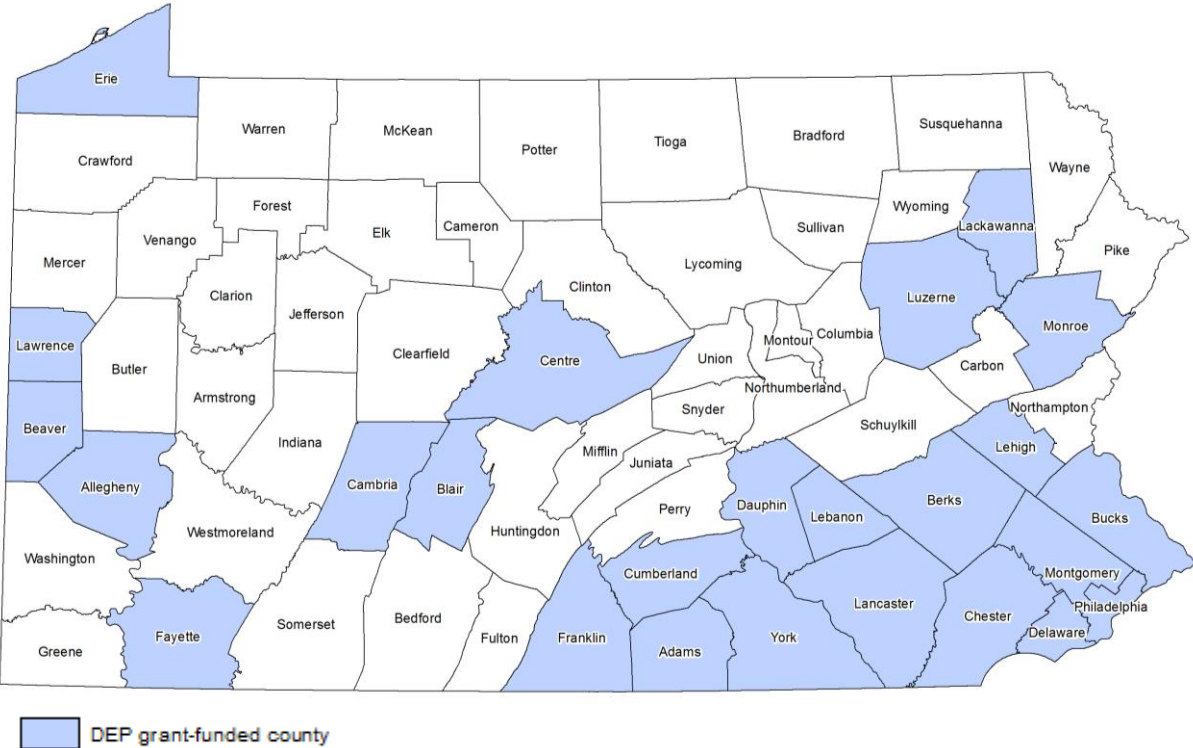 Erie
Warren
McKean
Potter
Tioga
Bradford
Susquehanna
Wayne
Crawford
Forest
Elk
Cameron
Wyoming
Lackawanna
Venango
Sullivan
Pike
Mercer
Lycoming
Clinton
Clarion
Luzerne
Jefferson
Monroe
Columbia
Montour
Lawrence
Clearfield
Centre
Union
Butler
Carbon
Armstrong
Northumberland
Snyder
Northampton
Beaver
Schuylkill
Indiana
Lehigh
Mifflin
Juniata
Allegheny
Cambria
Blair
Berks
Dauphin
Lebanon
Perry
Bucks
Westmoreland
Huntingdon
Washington
Cumberland
Montgomery
Lancaster
Philadelphia
Chester
Bedford
Somerset
Delaware
Fayette
Fulton
Franklin
York
Adams
Greene
DEP grant-funded county